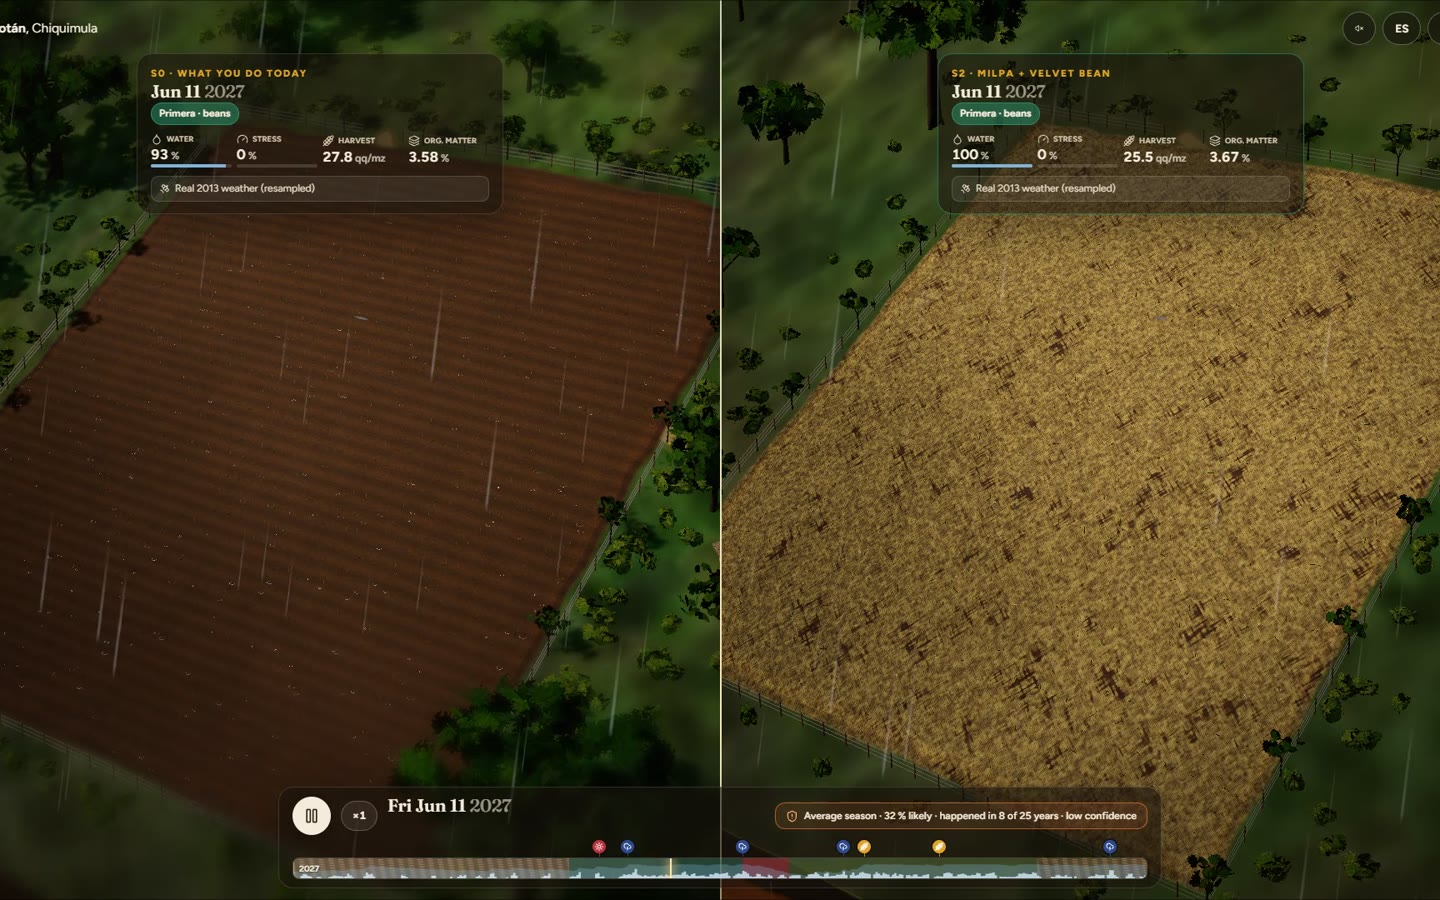 otán, Chiquimula
ES
S0 · WHAT YOU DO TODAY
Jun 11 2027
Primera · beans
WATER
93 %
STRESS
0 %
HARVEST
27.8 qq/mz
ORG. MATTER
3.58 %
Real 2013 weather (resampled)
S2 · MILPA + VELVET BEAN
Jun 11 2027
Primera · beans
WATER
100 %
STRESS
0 %
HARVEST
25.5 qq/mz
ORG. MATTER
3.67 %
Real 2013 weather (resampled)
×1
Fri Jun 11 2027
Average season · 32 % likely · happened in 8 of 25 years · low confidence
2027